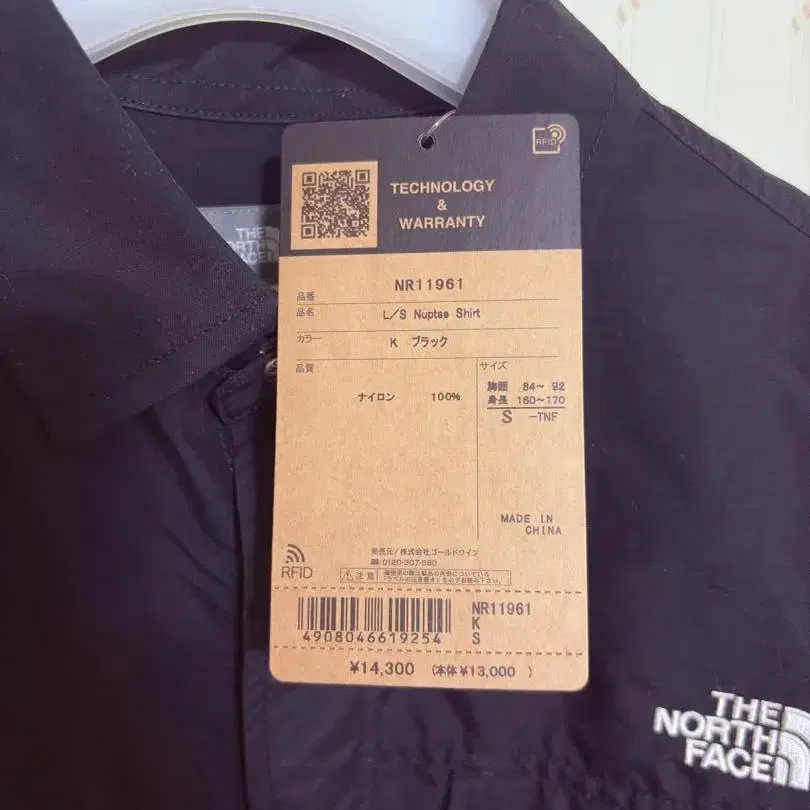 RFID
TECHNOLOGY
&
WARRANTY
THE
NORTH
FACE
品番 NR11961
品名 L/S Nuptse Shirt
カラー K ブラック
品質
ナイロン 100%
サイズ
胸囲 84~ 92
身長 160~170
S -TNF
MADE IN
CHINA
RFID
発売元/株式会社ゴールドウイン
0120-307-560
注意
NR11961
K
S
4908046619254
¥14,300 (本体¥13,000 )
THE
NORTH
FACE